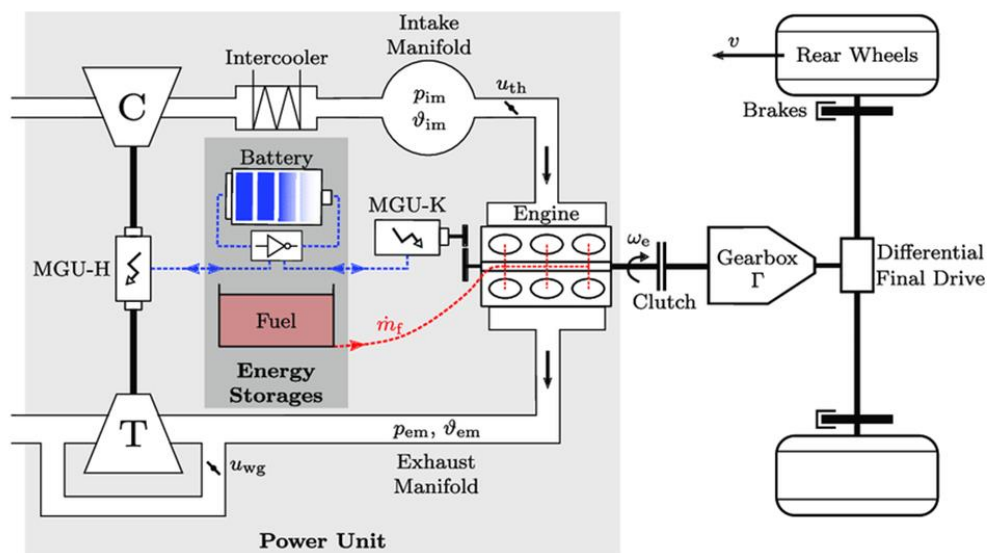 Intake
Manifold
Intercooler
C
p_im
ϑ_im
u_th
v
Rear Wheels
Brakes
Battery
MGU-K
Engine
MGU-H
ω_e
Clutch
Gearbox
Γ
Differential
Final Drive
Fuel
ṁ_f
Energy
Storages
T
p_em, ϑ_em
u_wg
Exhaust
Manifold
Power Unit